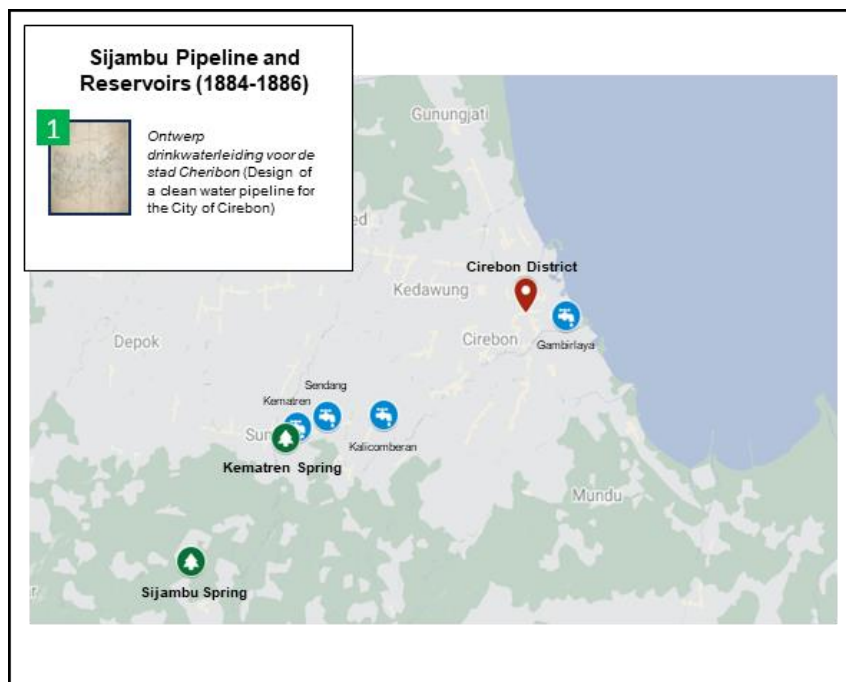 Sijambu Pipeline and
Reservoirs (1884-1886)
1
Ontwerp
drinkwaterleiding voor de
stad Cheribon (Design of
a clean water pipeline for
the City of Cirebon)
Gunungjati
ed
Cirebon District
Kedawung
Depok
Cirebon
Gambirlaya
Sendang
Kematren
Sum
Kalicomberan
Kematren Spring
Mundu
Sijambu Spring